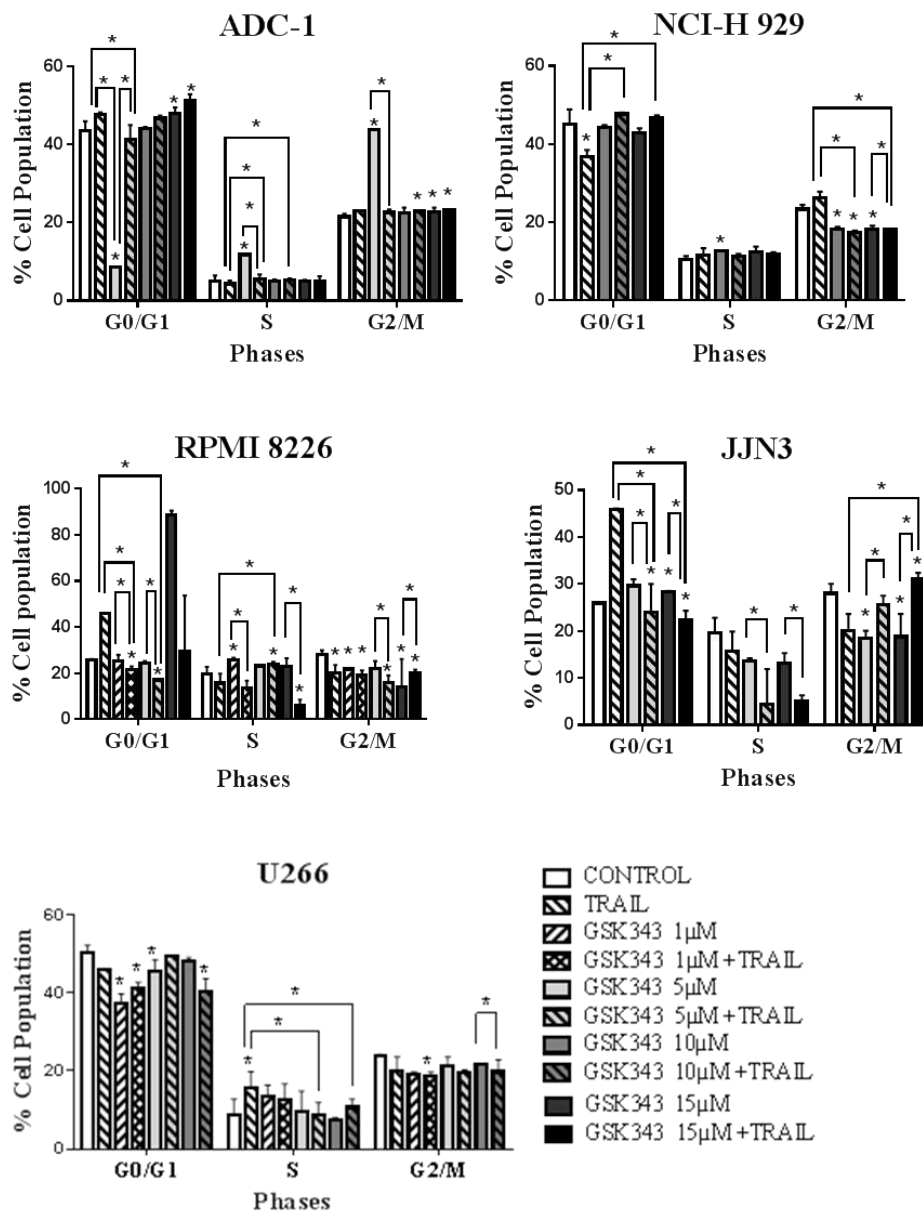 ADC-1
% Cell Population
60
40
20
0
G0/G1 S G2/M
Phases
NCI-H 929
% Cell Population
60
40
20
0
G0/G1 S G2/M
Phases
RPMI 8226
% Cell population
100
80
60
40
20
0
G0/G1 S G2/M
Phases
JJN3
% Cell Population
50
40
30
20
10
0
G0/G1 S G2/M
Phases
U266
% Cell Population
60
40
20
0
G0/G1 S G2/M
Phases
CONTROL
TRAIL
GSK343 1µM
GSK343 1µM +TRAIL
GSK343 5µM
GSK343 5µM +TRAIL
GSK343 10µM
GSK343 10µM +TRAIL
GSK343 15µM
GSK343 15µM +TRAIL